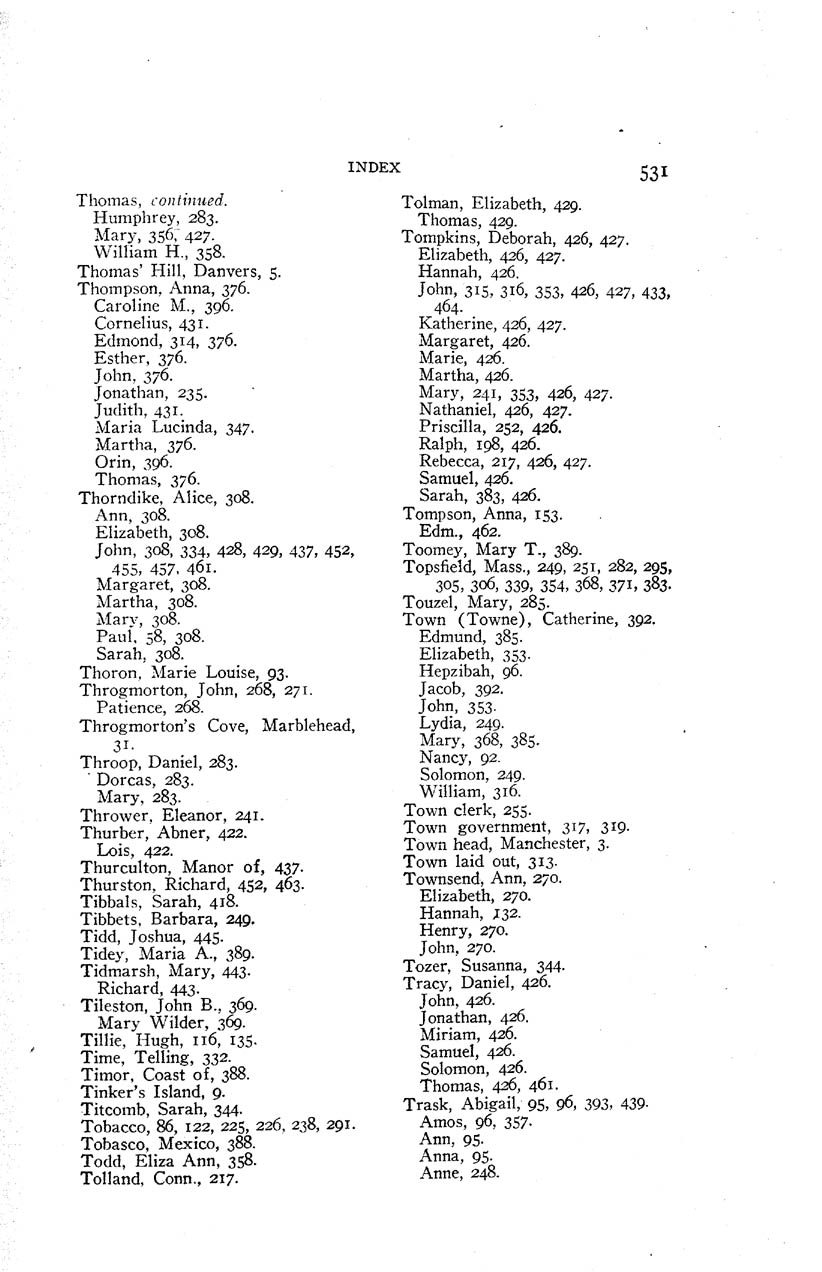 INDEX 531
Thomas, continued.
Humphrey, 283.
Mary, 356, 427.
William H., 358.
Thomas' Hill, Danvers, 5.
Thompson, Anna, 376.
Caroline M., 396.
Cornelius, 431.
Edmond, 314, 376.
Esther, 376.
John, 376.
Jonathan, 235.
Judith, 431.
Maria Lucinda, 347.
Martha, 376.
Orin, 396.
Thomas, 376.
Thorndike, Alice, 308.
Ann, 308.
Elizabeth, 308.
John, 308, 334, 428, 429, 437, 452,
455, 457, 461.
Margaret, 308.
Martha, 308.
Mary, 308.
Paul, 58, 308.
Sarah, 308.
Thoron, Marie Louise, 93.
Throgmorton, John, 268, 271.
Patience, 268.
Throgmorton's Cove, Marblehead,
31.
Throop, Daniel, 283.
Dorcas, 283.
Mary, 283.
Thrower, Eleanor, 241.
Thurber, Abner, 422.
Lois, 422.
Thurculton, Manor of, 437.
Thurston, Richard, 452, 463.
Tibbals, Sarah, 418.
Tibbets, Barbara, 249.
Tidd, Joshua, 445.
Tidey, Maria A., 389.
Tidmarsh, Mary, 443.
Richard, 443.
Tileston, John B., 369.
Mary Wilder, 369.
Tillie, Hugh, 116, 135.
Time, Telling, 332.
Timor, Coast of, 388.
Tinker's Island, 9.
Titcomb, Sarah, 344.
Tobacco, 86, 122, 225, 226, 238, 291.
Tobasco, Mexico, 388.
Todd, Eliza Ann, 358.
Tolland, Conn., 217.
Tolman, Elizabeth, 429.
Thomas, 429.
Tompkins, Deborah, 426, 427.
Elizabeth, 426, 427.
Hannah, 426.
John, 315, 316, 353, 426, 427, 433,
464.
Katherine, 426, 427.
Margaret, 426.
Marie, 426.
Martha, 426.
Mary, 241, 353, 426, 427.
Nathaniel, 426, 427.
Priscilla, 252, 426.
Ralph, 198, 426.
Rebecca, 217, 426, 427.
Samuel, 426.
Sarah, 383, 426.
Tompson, Anna, 153.
Edm., 462.
Toomey, Mary T., 389.
Topsfield, Mass., 249, 251, 282, 295,
305, 306, 339, 354, 368, 371, 383.
Touzel, Mary, 285.
Town (Towne), Catherine, 392.
Edmund, 385.
Elizabeth, 353.
Hepzibah, 96.
Jacob, 392.
John, 353.
Lydia, 249.
Mary, 368, 385.
Nancy, 92.
Solomon, 249.
William, 316.
Town clerk, 255.
Town government, 317, 319.
Town head, Manchester, 3.
Town laid out, 313.
Townsend, Ann, 270.
Elizabeth, 270.
Hannah, 132.
Henry, 270.
John, 270.
Tozer, Susanna, 344.
Tracy, Daniel, 426.
John, 426.
Jonathan, 426.
Miriam, 426.
Samuel, 426.
Solomon, 426.
Thomas, 426, 461.
Trask, Abigail, 95, 96, 393, 439.
Amos, 96, 357.
Ann, 95.
Anna, 95.
Anne, 248.